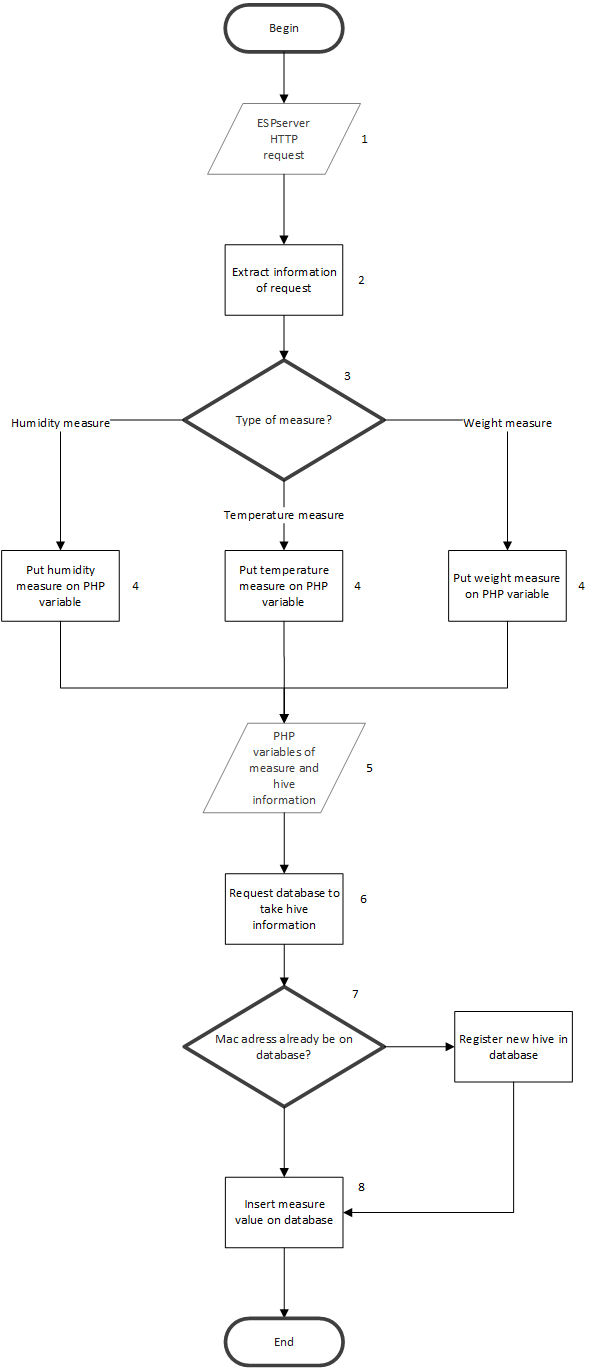 Begin
ESPserver
HTTP
request
1
Extract information
of request
2
3
Type of measure?
Humidity measure
Weight measure
Temperature measure
Put humidity
measure on PHP
variable
4
Put temperature
measure on PHP
variable
4
Put weight measure
on PHP variable
4
PHP
variables of
measure and
hive
information
5
Request database to
take hive
information
6
7
Mac adress already be on
database?
Register new hive in
database
8
Insert measure
value on database
End